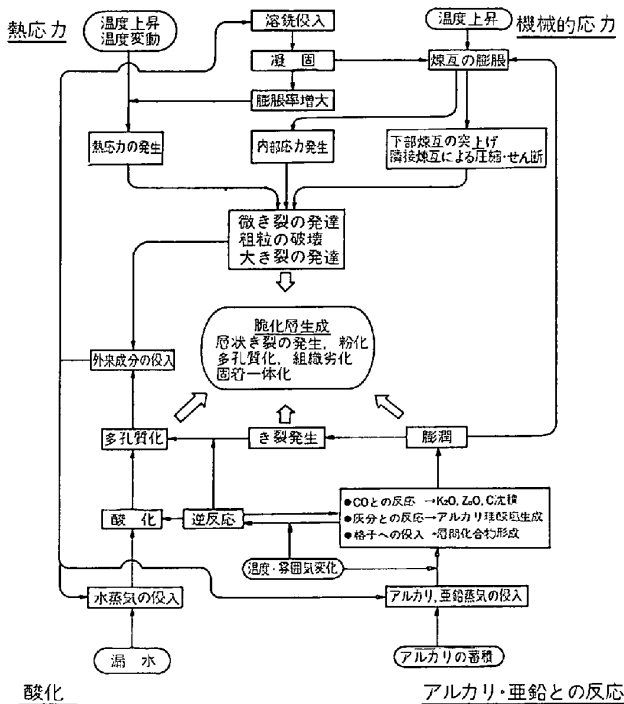 熱応力
温度上昇
温度変動
溶銑侵入
温度上昇
機械的応力
凝固
煉瓦の膨脹
膨脹率増大
熱応力の発生
内部応力発生
下部煉瓦の突上げ
隣接煉瓦による圧縮・せん断
微き裂の発達
粗粒の破壊
大き裂の発達
脆化層生成
層状き裂の発生, 粉化
多孔質化, 組織劣化
固着一体化
外来成分の侵入
多孔質化
き裂発生
膨潤
●COとの反応 →K₂O, ZnO, C沈積
●灰分との反応→アルカリ珪酸塩生成
●格子への侵入 →層間化合物形成
酸化
逆反応
温度・雰囲気変化
水蒸気の侵入
アルカリ, 亜鉛蒸気の侵入
漏水
アルカリの蓄積
酸化
アルカリ・亜鉛との反応